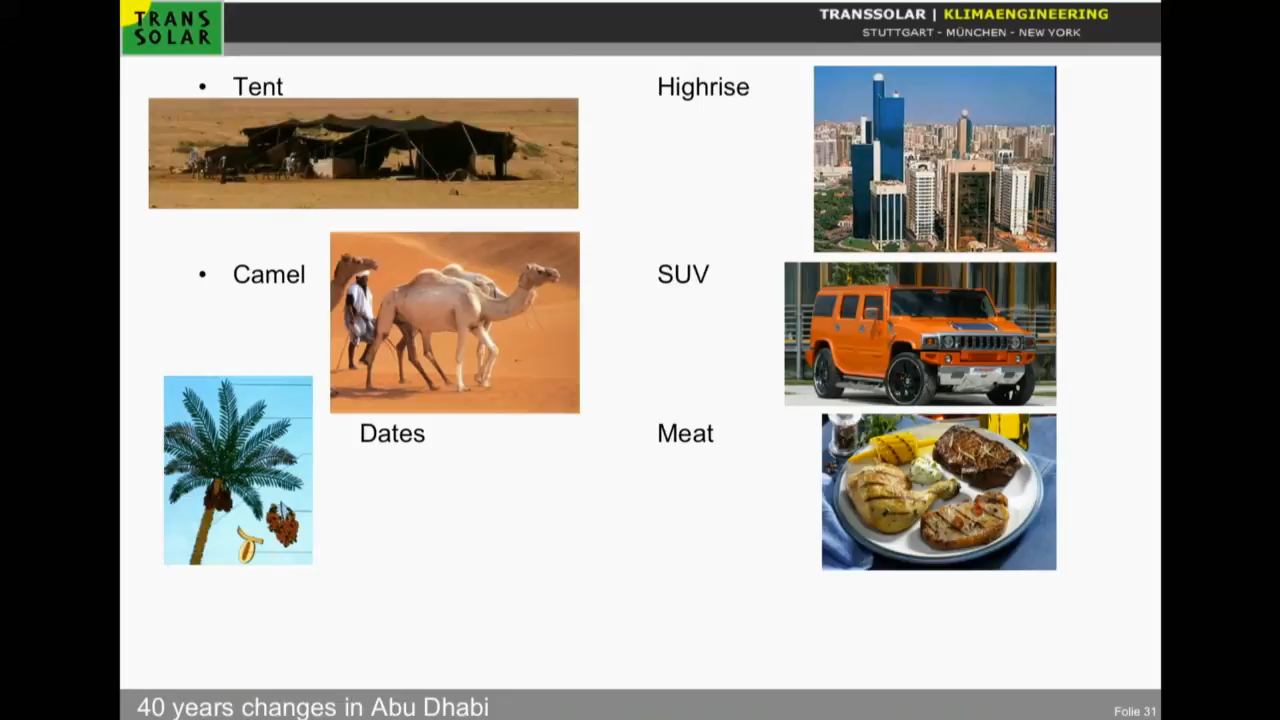 TRANS
SOLAR
TRANSSOLAR | KLIMAENGINEERING
STUTTGART - MÜNCHEN - NEW YORK
• Tent
Highrise
• Camel
SUV
Dates
Meat
40 years changes in Abu Dhabi
Folie 31